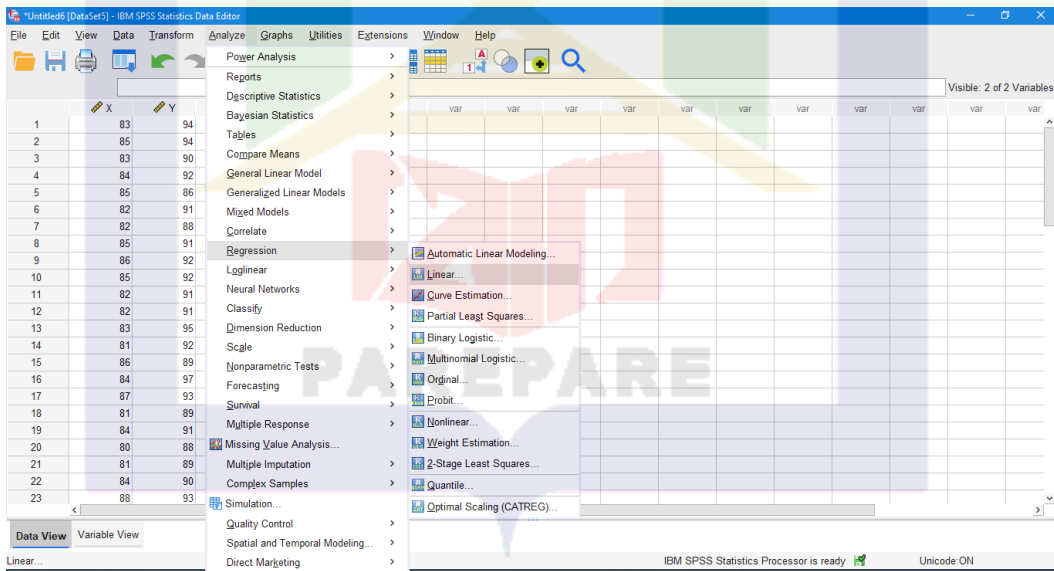 *Untitled6 [DataSet5] - IBM SPSS Statistics Data Editor
File Edit View Data Transform Analyze Graphs Utilities Extensions Window Help
Visible: 2 of 2 Variables
X Y var var var var var var var var var var var
1 83 94
2 85 94
3 83 90
4 84 92
5 85 86
6 82 91
7 82 88
8 85 91
9 86 92
10 85 92
11 82 91
12 82 91
13 83 95
14 81 92
15 86 89
16 84 97
17 87 93
18 81 89
19 84 91
20 80 88
21 81 89
22 84 90
23 88 93
Power Analysis
Reports
Descriptive Statistics
Bayesian Statistics
Tables
Compare Means
General Linear Model
Generalized Linear Models
Mixed Models
Correlate
Regression
Loglinear
Neural Networks
Classify
Dimension Reduction
Scale
Nonparametric Tests
Forecasting
Survival
Multiple Response
Missing Value Analysis...
Multiple Imputation
Complex Samples
Simulation...
Quality Control
Spatial and Temporal Modeling...
Direct Marketing
Automatic Linear Modeling...
Linear...
Curve Estimation...
Partial Least Squares...
Binary Logistic...
Multinomial Logistic...
Ordinal...
Probit...
Nonlinear...
Weight Estimation...
2-Stage Least Squares...
Quantile...
Optimal Scaling (CATREG)...
PAREPARE
Data View Variable View
Linear... IBM SPSS Statistics Processor is ready Unicode:ON